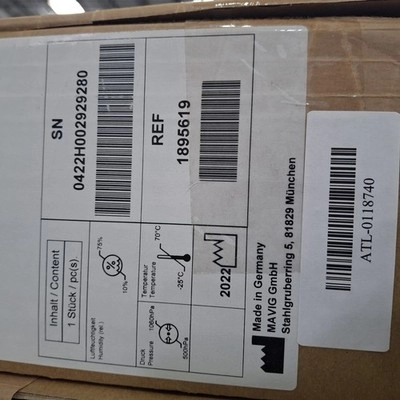 SN
0422H002929280
REF
1895619
Inhalt / Content
1 Stück / pc(s).
Luftfeuchtigkeit
Humidity (rel.)
75%
%
10%
Temperatur
Temperature
70°C
-25°C
Druck
Pressure
1060hPa
500hPa
2022
Made in Germany
MAVIG GmbH
Stahlgruberring 5, 81829 München
ATL-0118740